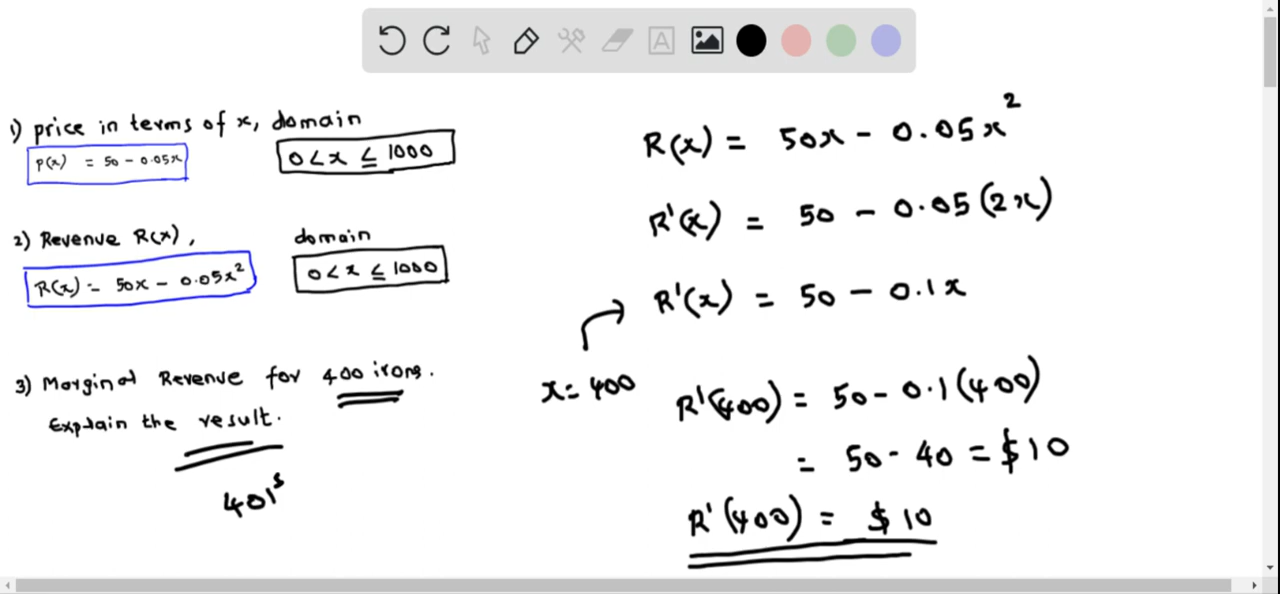 1) price in terms of x, domain
P(x) = 50 - 0.05x
0 < x ≤ 1000
2) Revenue R(x), domain
R(x) = 50x - 0.05x²
0 < x ≤ 1000
3) Marginal Revenue for 400 irons.
Explain the result.
401s
R(x) = 50x - 0.05x²
R'(x) = 50 - 0.05(2x)
R'(x) = 50 - 0.1x
x = 400
R'(400) = 50 - 0.1(400)
= 50 - 40 = $10
R'(400) = $10